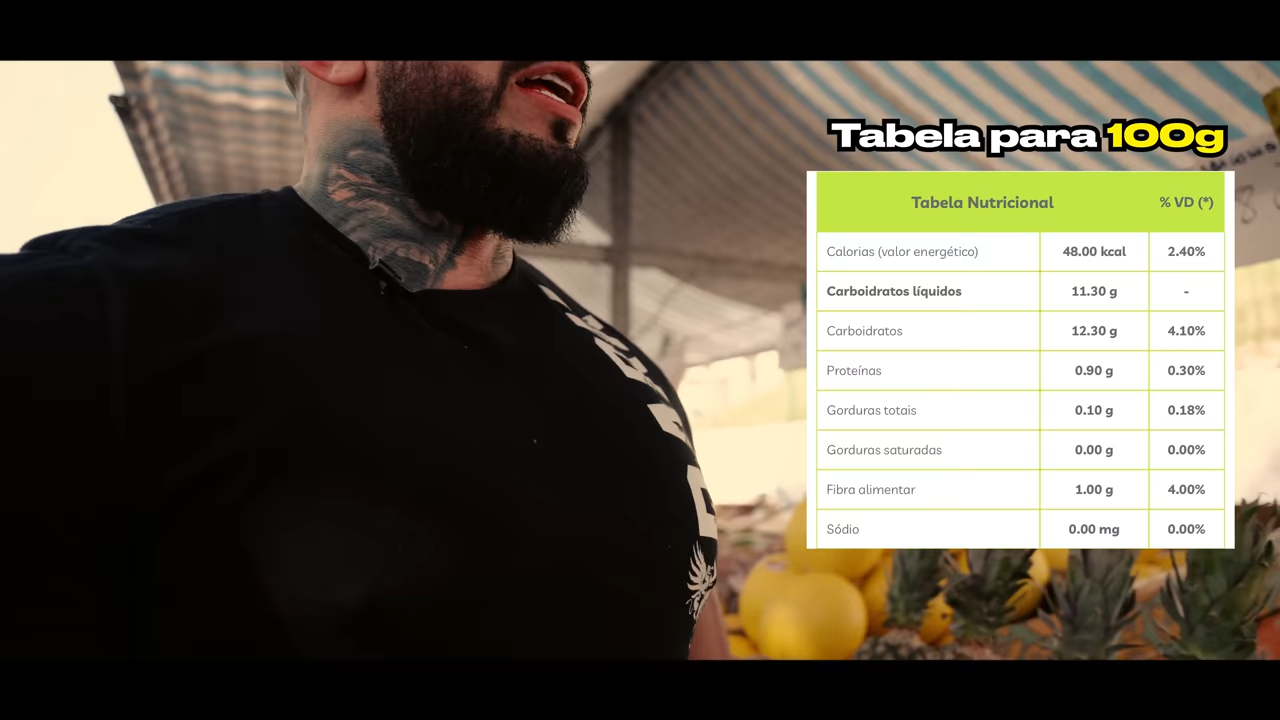 Tabela para 100g
Tabela Nutricional % VD (*)
Calorias (valor energético) 48.00 kcal 2.40%
Carboidratos líquidos 11.30 g -
Carboidratos 12.30 g 4.10%
Proteínas 0.90 g 0.30%
Gorduras totais 0.10 g 0.18%
Gorduras saturadas 0.00 g 0.00%
Fibra alimentar 1.00 g 4.00%
Sódio 0.00 mg 0.00%